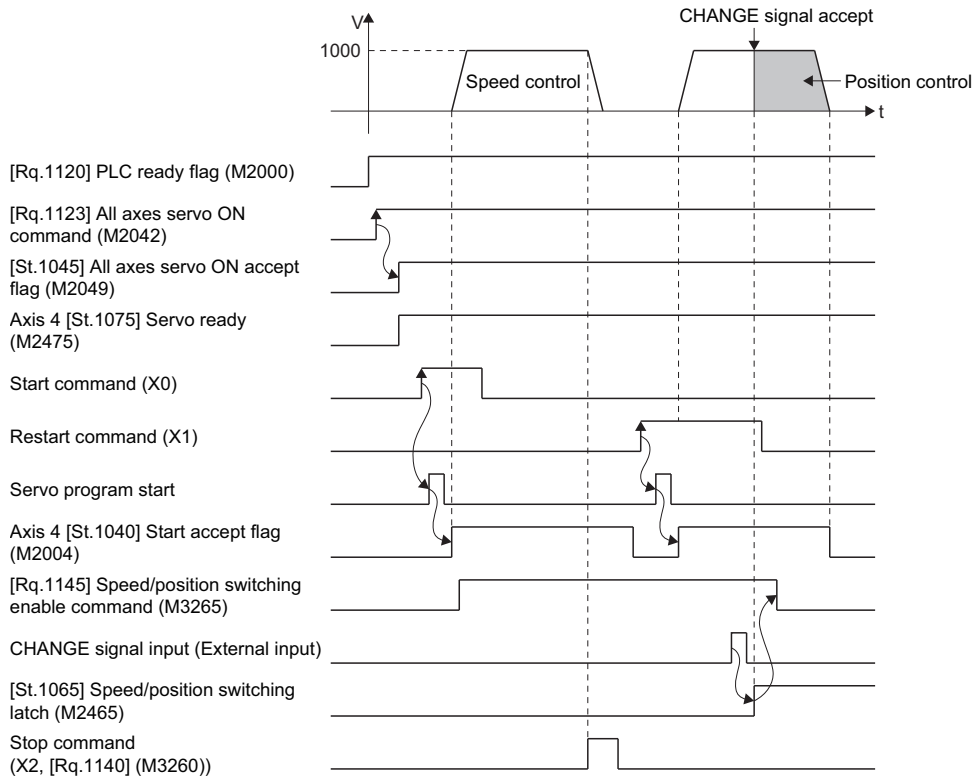 CHANGE signal accept
V
1000
Speed control
Position control
t
[Rq.1120] PLC ready flag (M2000)
[Rq.1123] All axes servo ON
command (M2042)
[St.1045] All axes servo ON accept
flag (M2049)
Axis 4 [St.1075] Servo ready
(M2475)
Start command (X0)
Restart command (X1)
Servo program start
Axis 4 [St.1040] Start accept flag
(M2004)
[Rq.1145] Speed/position switching
enable command (M3265)
CHANGE signal input (External input)
[St.1065] Speed/position switching
latch (M2465)
Stop command
(X2, [Rq.1140] (M3260))